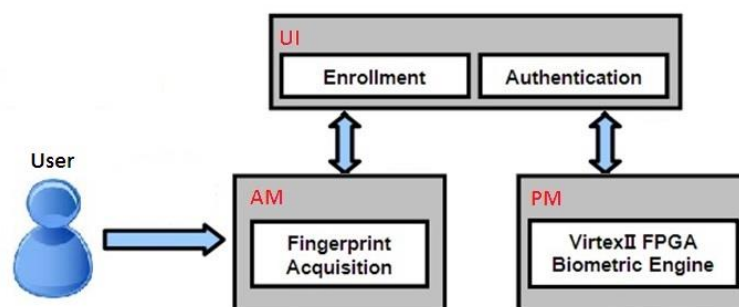 UI
Enrollment
Authentication
User
AM
Fingerprint
Acquisition
PM
VirtexⅡ FPGA
Biometric Engine